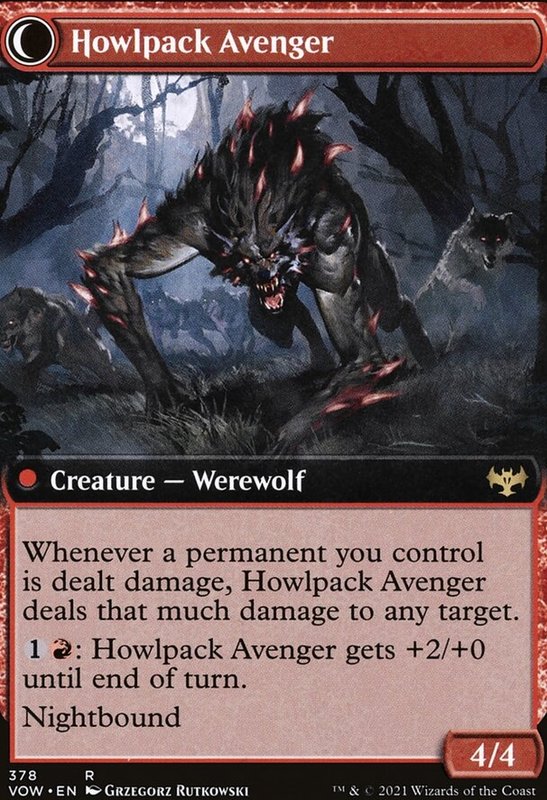 Howlpack Avenger
Creature — Werewolf
Whenever a permanent you control
is dealt damage, Howlpack Avenger
deals that much damage to any target.
1 : Howlpack Avenger gets +2/+0
until end of turn.
Nightbound
4/4
378 R
VOW • EN Grzegorz Rutkowski
™ & © 2021 Wizards of the Coast